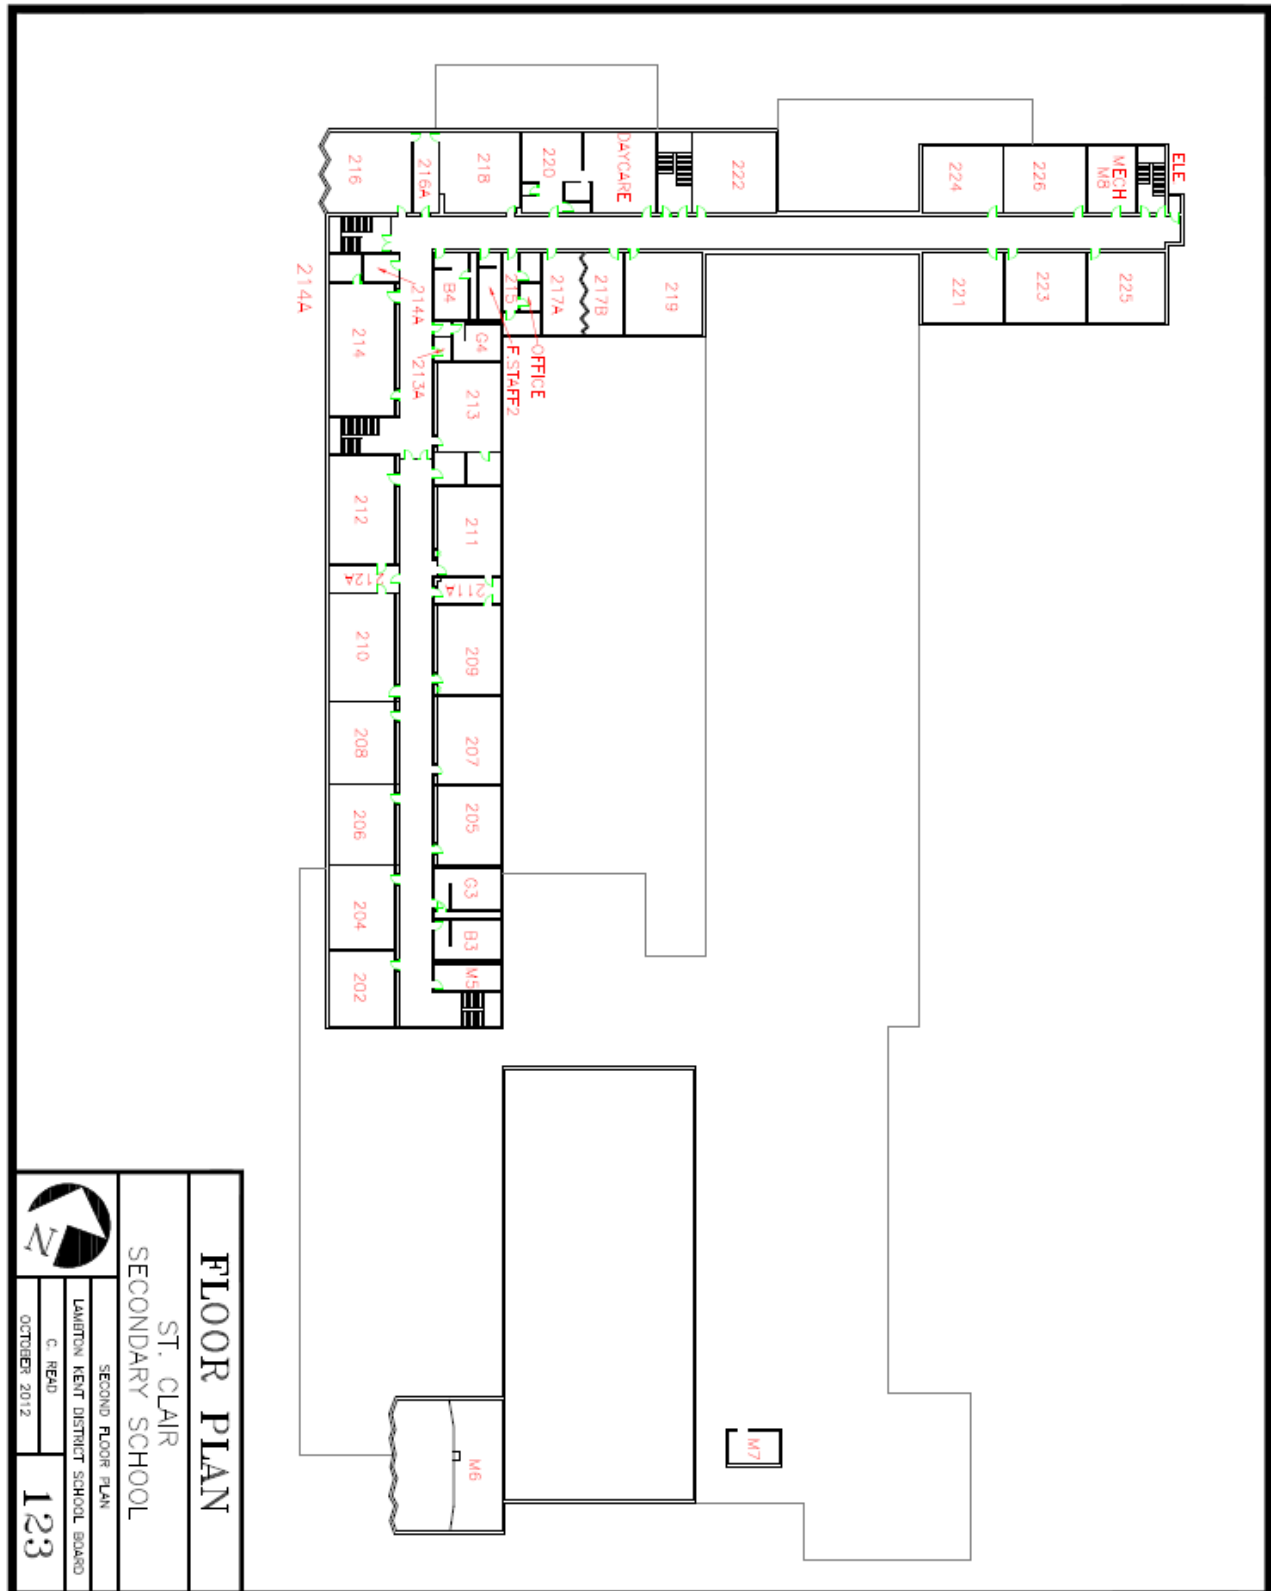 ELE.
216
216A
218
220
DAYCARE
222
224
226
MECH
M8
214A
214A
B4
215
217A
217B
219
221
223
225
214
G4
OFFICE
F.STAFF2
213A
213
212
211
212A
211A
210
209
208
207
206
205
204
G3
B3
202
M5
M6
M7
FLOOR PLAN
ST. CLAIR
SECONDARY SCHOOL
SECOND FLOOR PLAN
LAMBTON KENT DISTRICT SCHOOL BOARD
C. READ
OCTOBER 2012
123
N